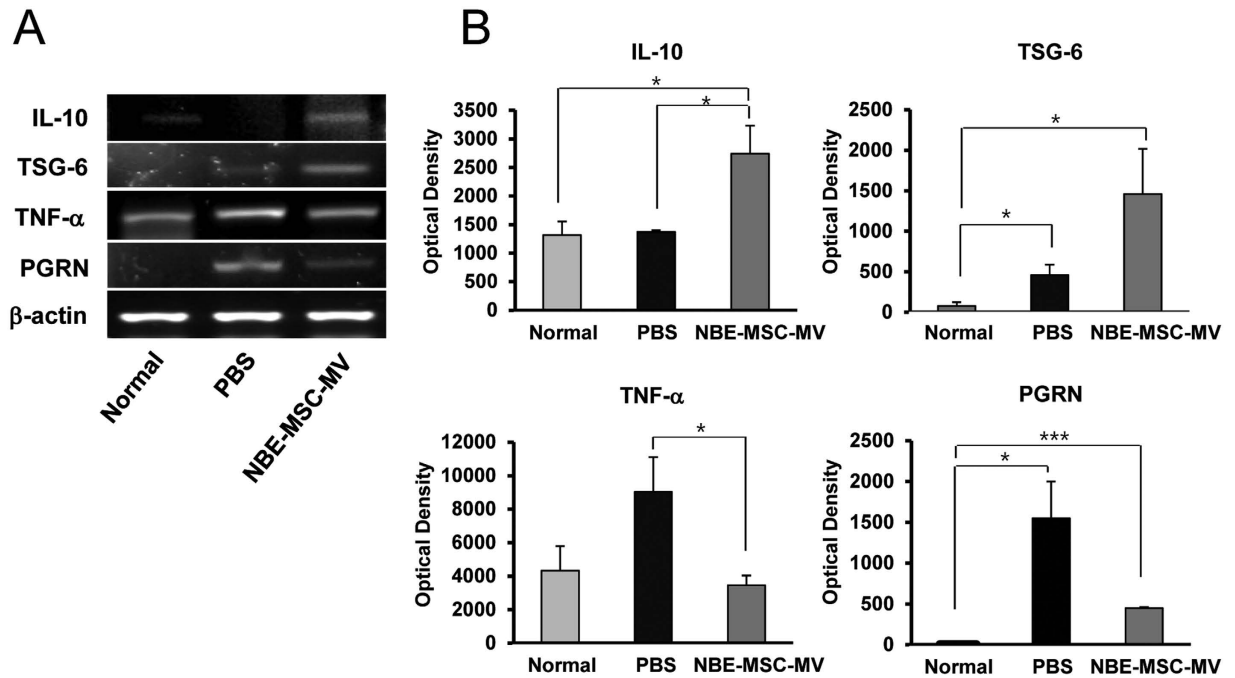 A
IL-10
TSG-6
TNF-α
PGRN
β-actin
Normal
PBS
NBE-MSC-MV
B
IL-10
*
*
Optical Density
3500
3000
2500
2000
1500
1000
500
0
Normal PBS NBE-MSC-MV
TSG-6
*
*
Optical Density
2500
2000
1500
1000
500
0
Normal PBS NBE-MSC-MV
TNF-α
*
Optical Density
12000
10000
8000
6000
4000
2000
0
Normal PBS NBE-MSC-MV
PGRN
***
*
Optical Density
2500
2000
1500
1000
500
0
Normal PBS NBE-MSC-MV